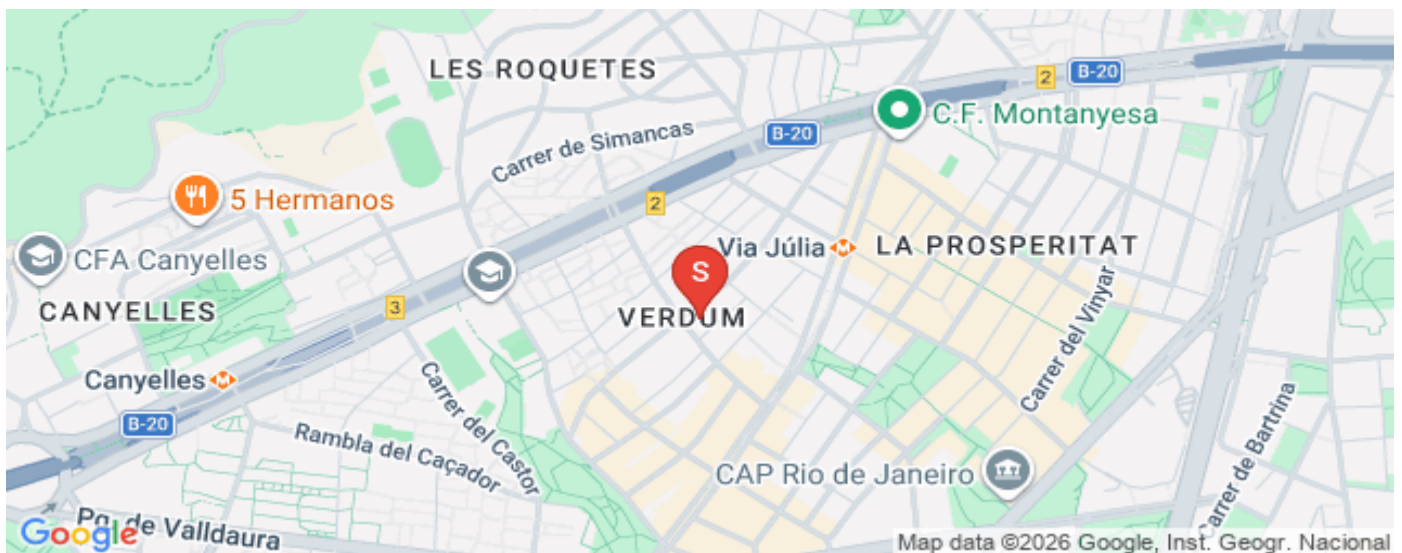 LES ROQUETES
2
B-20
C.F. Montanyesa
B-20
Carrer de Simancas
5 Hermanos
2
Via Júlia
LA PROSPERITAT
CFA Canyelles
S
CANYELLES
3
VERDUM
Carrer del Vinyar
Canyelles
Carrer del Castor
B-20
Rambla del Caçador
Carrer de Bartrina
CAP Rio de Janeiro
Pg. de Valldaura
Google
Map data ©2026 Google, Inst. Geogr. Nacional